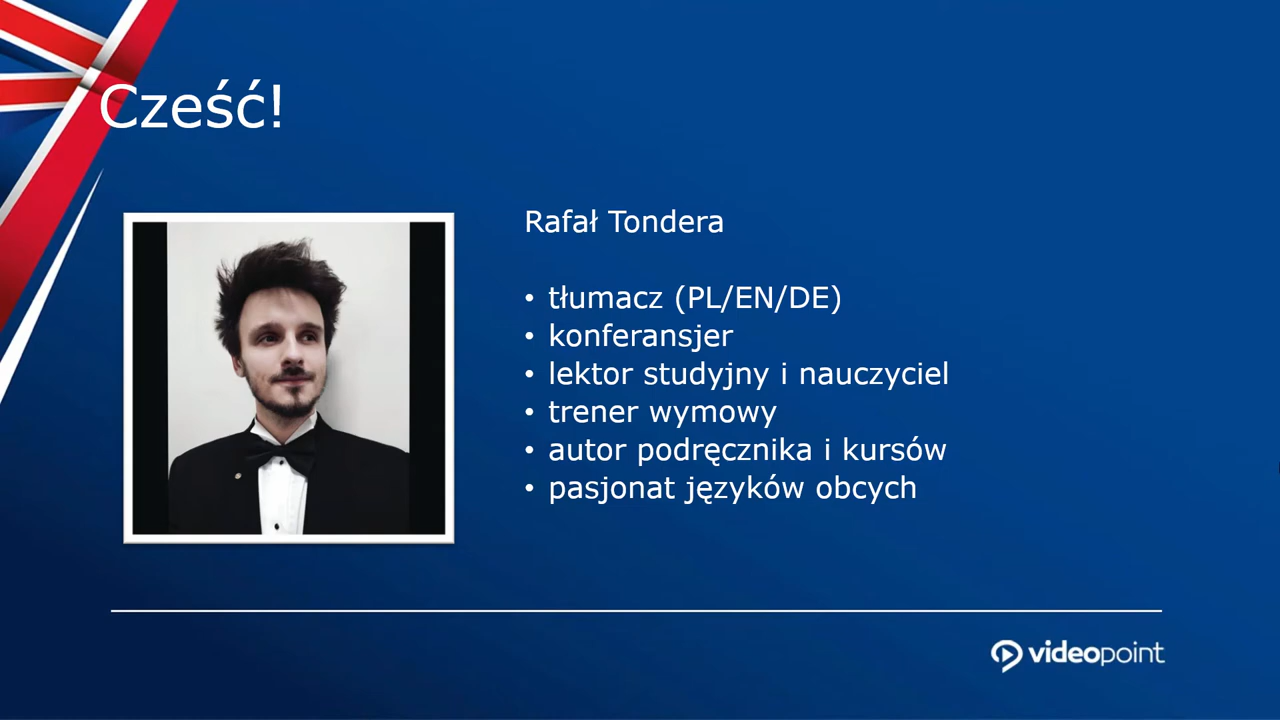 Cześć!
Rafał Tondera
• tłumacz (PL/EN/DE)
• konferansjer
• lektor studyjny i nauczyciel
• trener wymowy
• autor podręcznika i kursów
• pasjonat języków obcych
videopoint